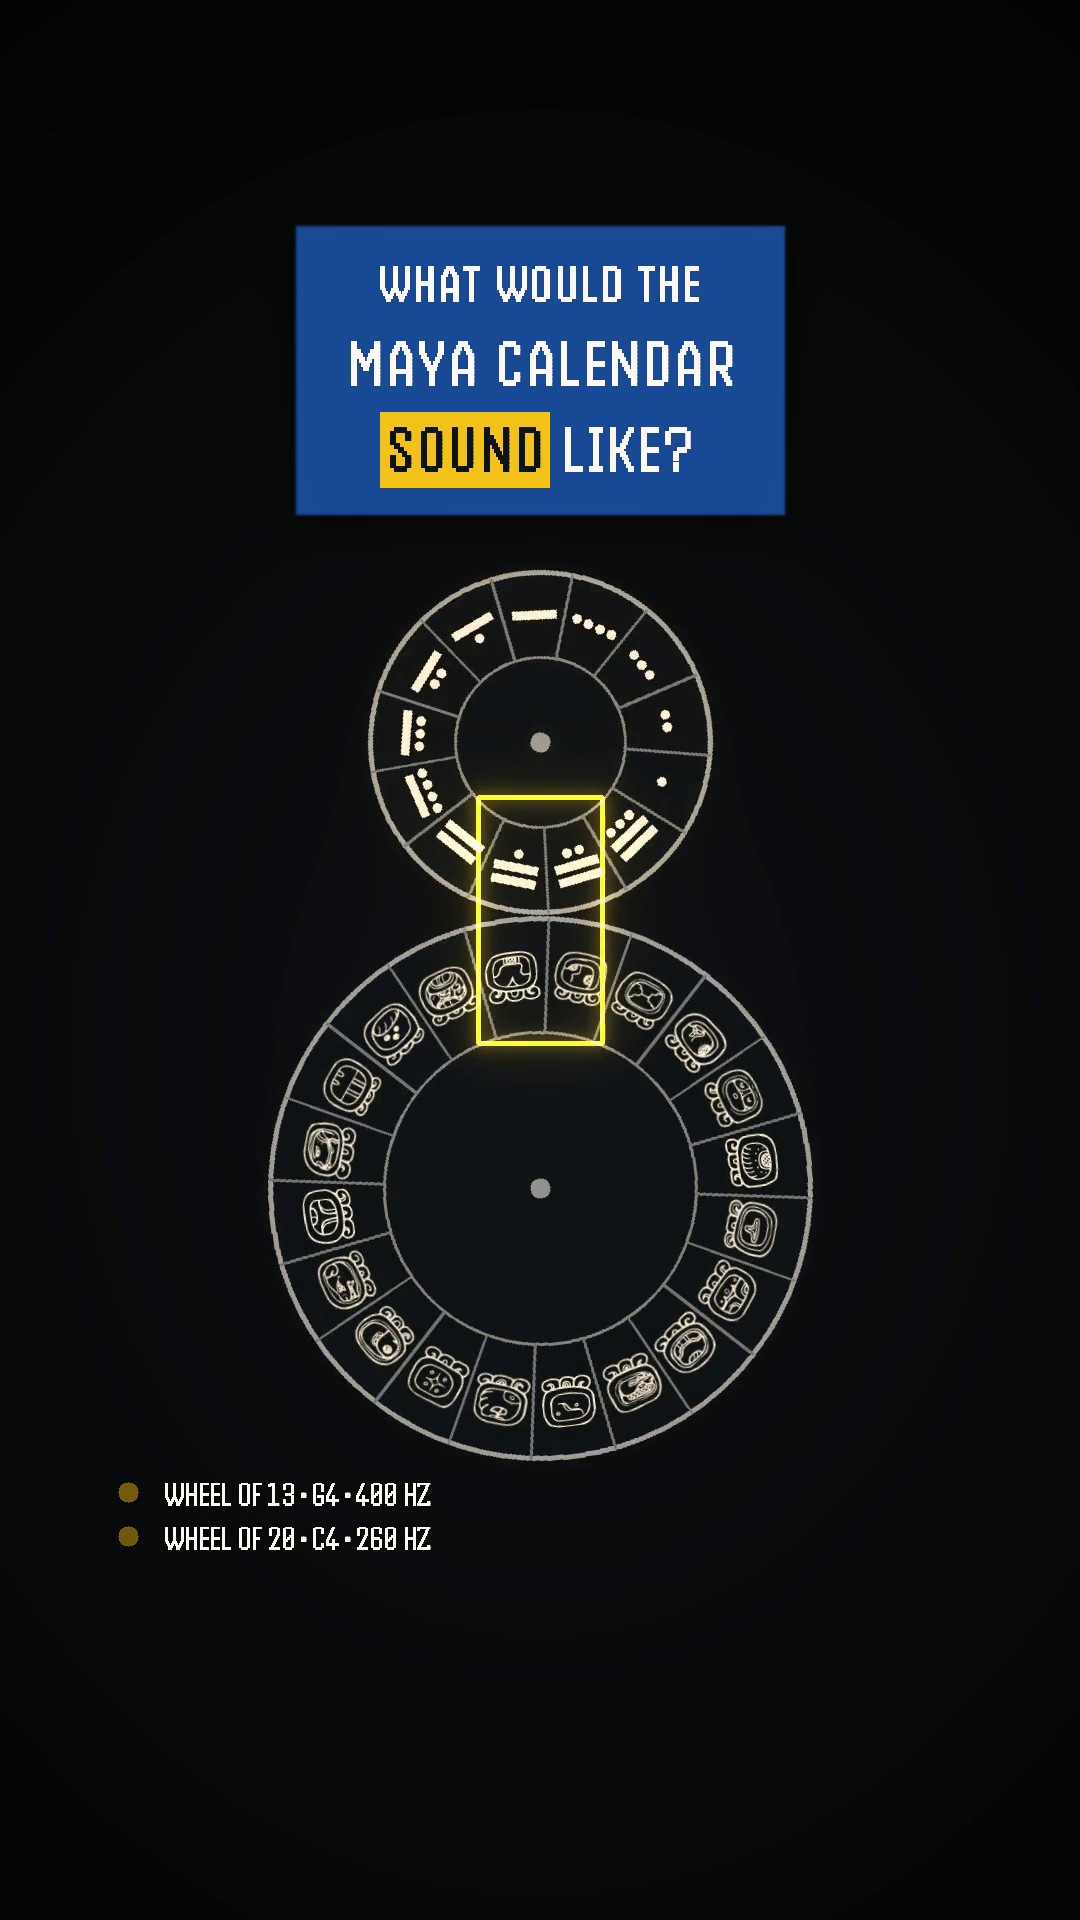 WHAT WOULD THE
MAYA CALENDAR
SOUND LIKE?
WHEEL OF 13 · G4 · 400 HZ
WHEEL OF 20 · C4 · 260 HZ